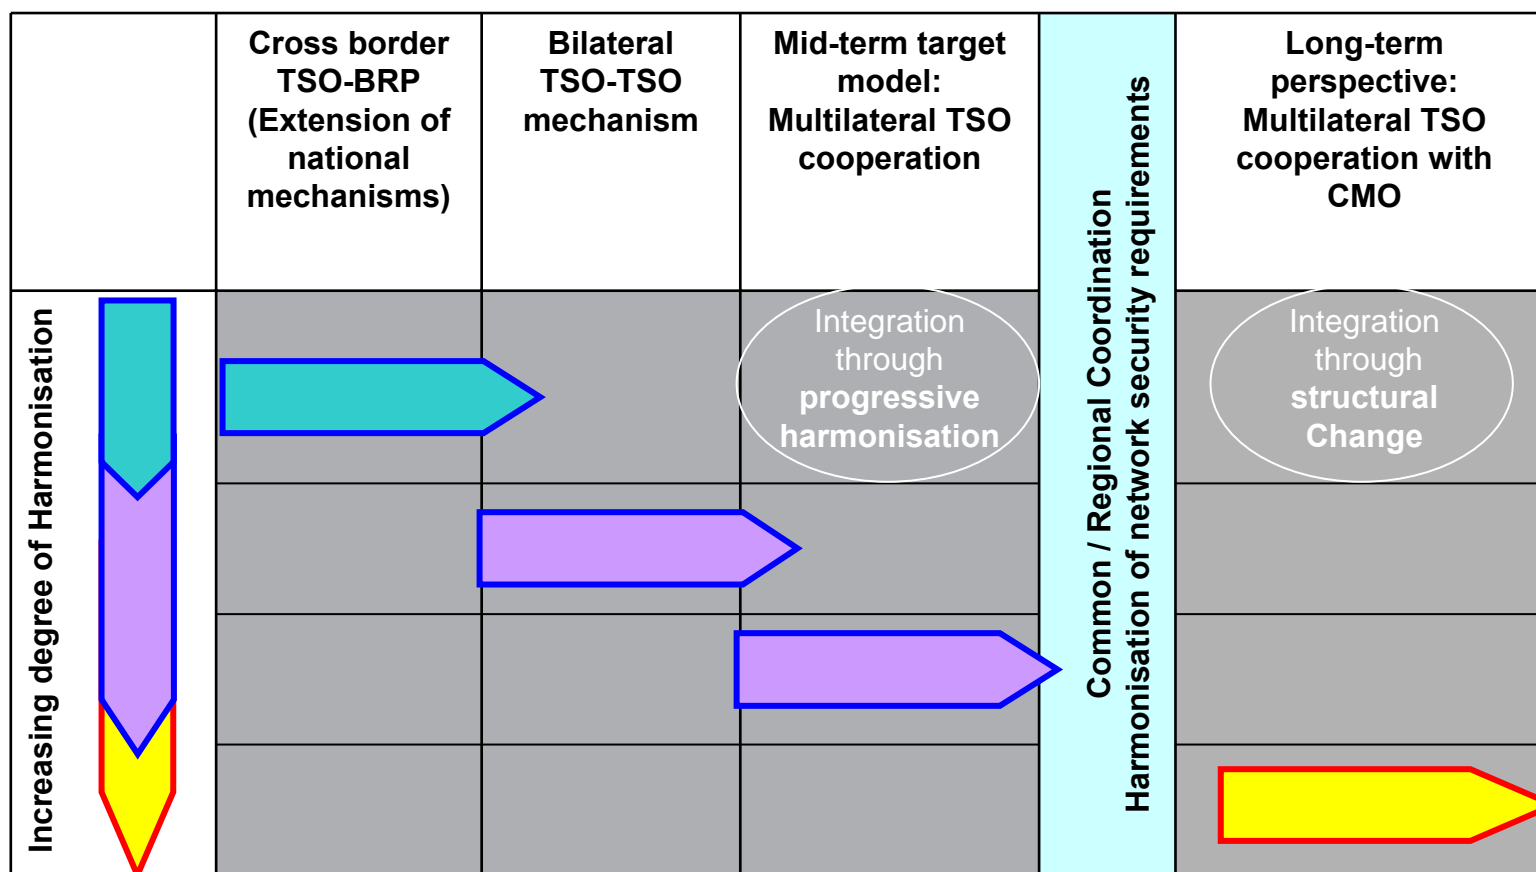 Cross border
TSO-BRP
(Extension of
national
mechanisms)
Bilateral
TSO-TSO
mechanism
Mid-term target
model:
Multilateral TSO
cooperation
Common / Regional Coordination
Harmonisation of network security requirements
Long-term
perspective:
Multilateral TSO
cooperation with
CMO
Increasing degree of Harmonisation
Integration
through
progressive
harmonisation
Integration
through
structural
Change